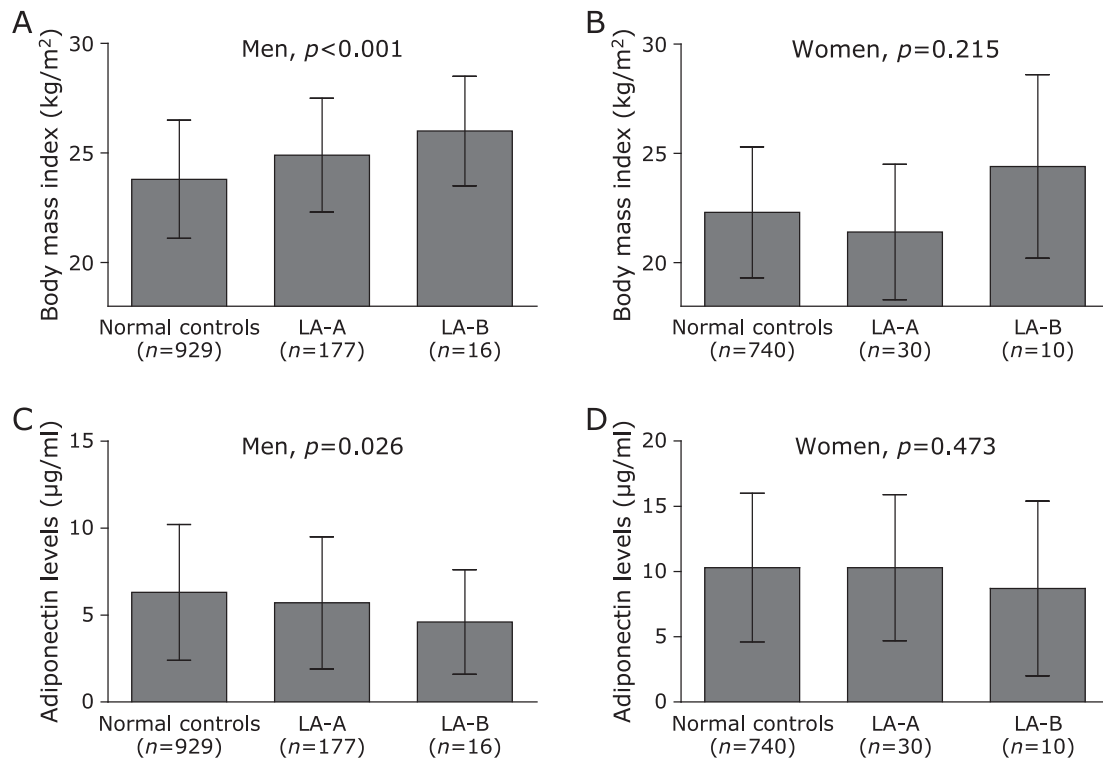 A
Body mass index (kg/m²)
30
25
20
Men, p<0.001
Normal controls
(n=929)
LA-A
(n=177)
LA-B
(n=16)
B
Body mass index (kg/m²)
30
25
20
Women, p=0.215
Normal controls
(n=740)
LA-A
(n=30)
LA-B
(n=10)
C
Adiponectin levels (μg/ml)
15
10
5
0
Men, p=0.026
Normal controls
(n=929)
LA-A
(n=177)
LA-B
(n=16)
D
Adiponectin levels (μg/ml)
20
15
10
5
0
Women, p=0.473
Normal controls
(n=740)
LA-A
(n=30)
LA-B
(n=10)